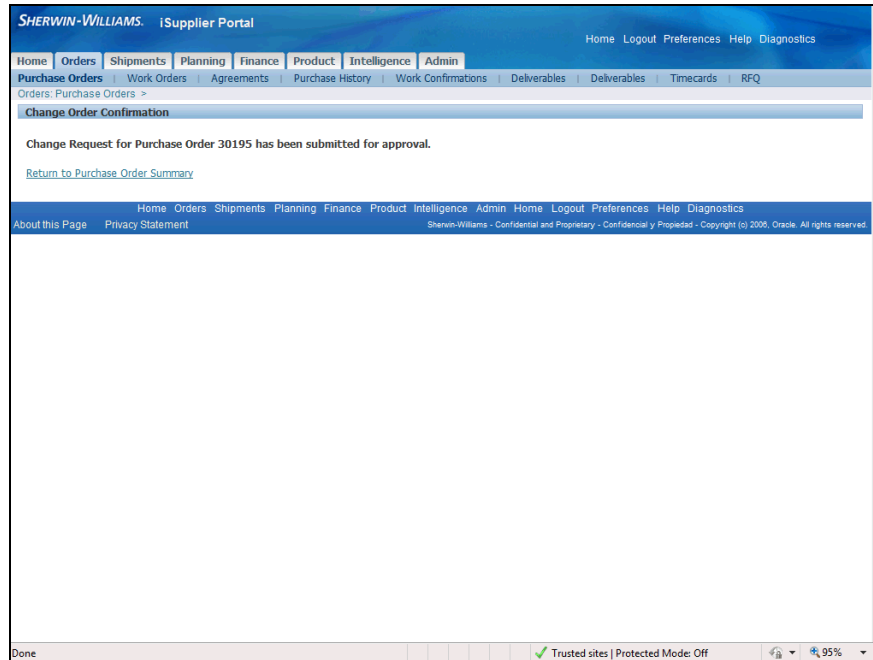 SHERWIN-WILLIAMS. iSupplier Portal
Home Logout Preferences Help Diagnostics
Home Orders Shipments Planning Finance Product Intelligence Admin
Purchase Orders | Work Orders | Agreements | Purchase History | Work Confirmations | Deliverables | Deliverables | Timecards | RFQ
Orders: Purchase Orders >
Change Order Confirmation
Change Request for Purchase Order 30195 has been submitted for approval.
Return to Purchase Order Summary
Home Orders Shipments Planning Finance Product Intelligence Admin Home Logout Preferences Help Diagnostics
About this Page Privacy Statement Sherwin-Williams - Confidential and Proprietary - Confidencial y Propiedad - Copyright (c) 2006, Oracle. All rights reserved.
Done Trusted sites | Protected Mode: Off 95%